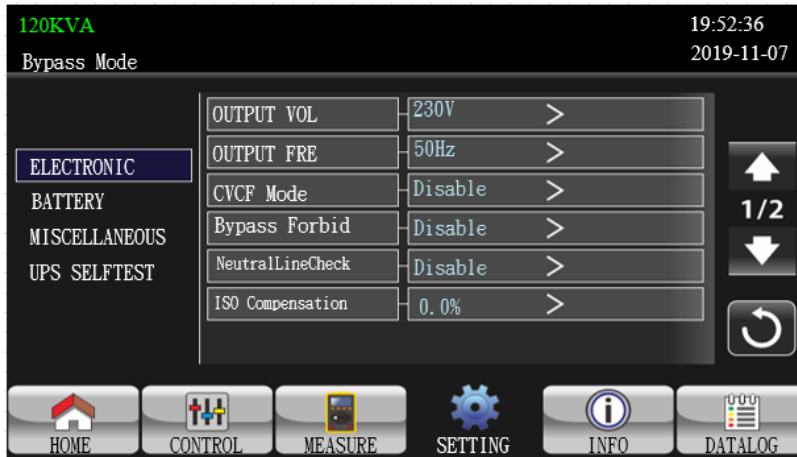 120KVA
19:52:36
Bypass Mode
2019-11-07
ELECTRONIC
BATTERY
MISCELLANEOUS
UPS SELFTEST
OUTPUT VOL 230V >
OUTPUT FRE 50Hz >
CVCF Mode Disable >
Bypass Forbid Disable >
NeutralLineCheck Disable >
ISO Compensation 0.0% >
1/2
HOME CONTROL MEASURE SETTING INFO DATALOG